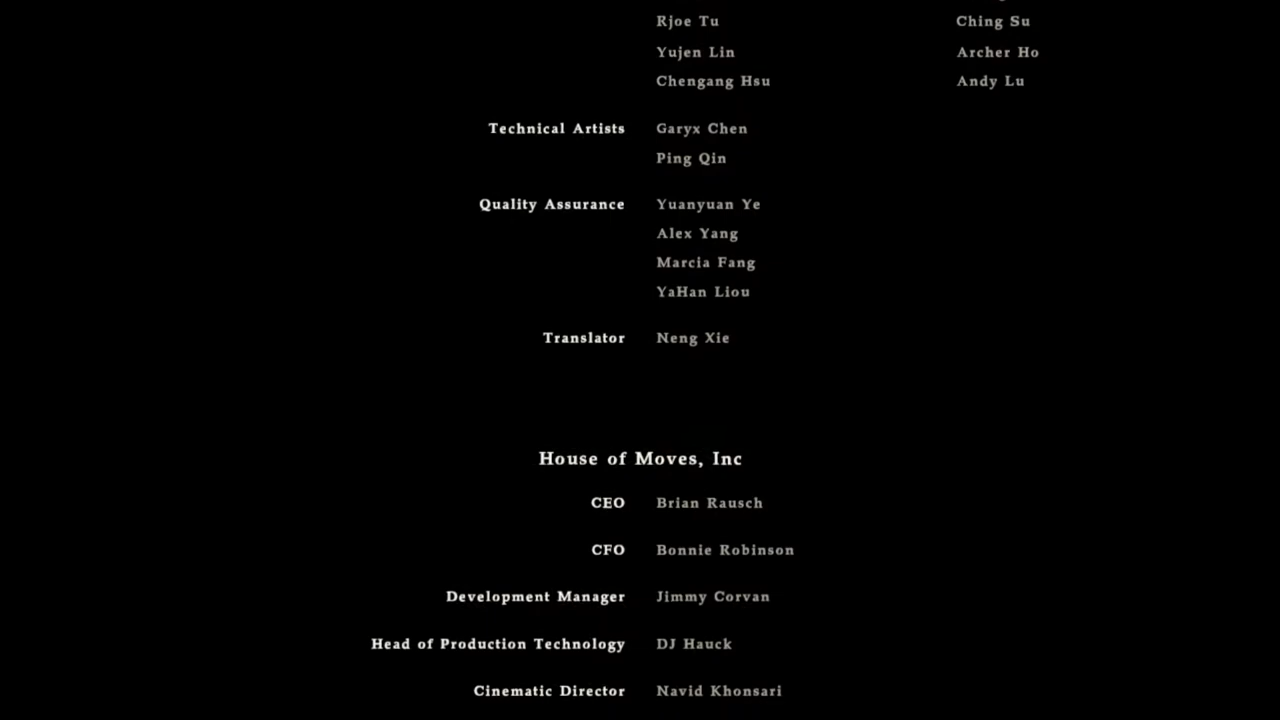 Rjoe Tu Ching Su
Yujen Lin Archer Ho
Chengang Hsu Andy Lu
Technical Artists Garyx Chen
Ping Qin
Quality Assurance Yuanyuan Ye
Alex Yang
Marcia Fang
YaHan Liou
Translator Neng Xie
House of Moves, Inc
CEO Brian Rausch
CFO Bonnie Robinson
Development Manager Jimmy Corvan
Head of Production Technology DJ Hauck
Cinematic Director Navid Khonsari